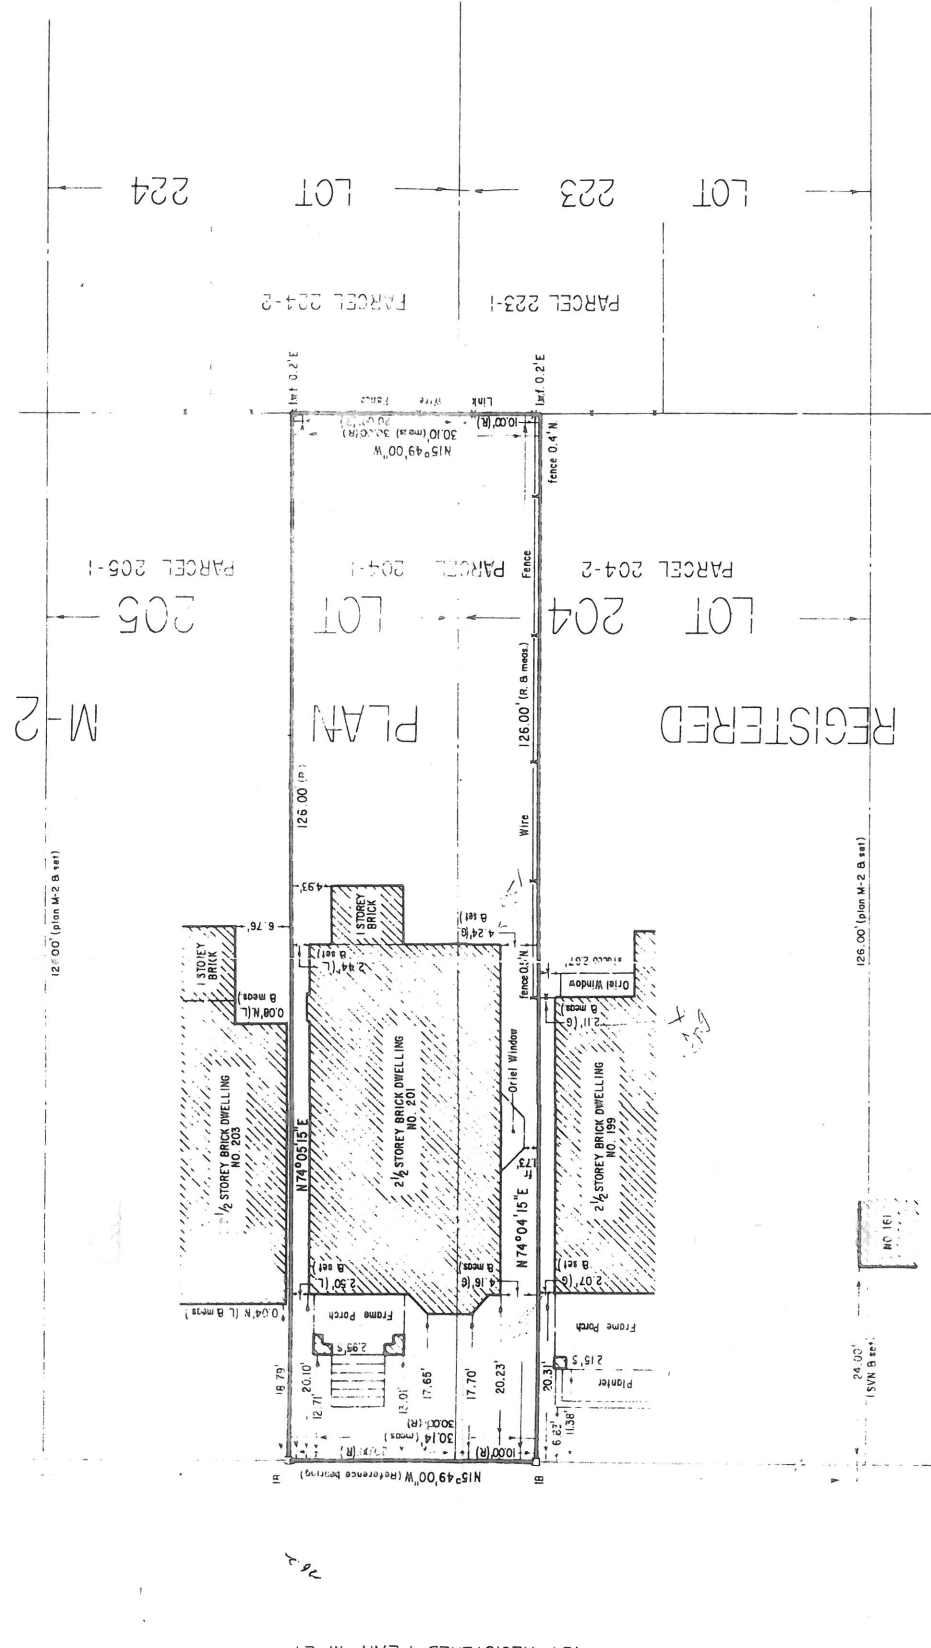 224
LOT
223
LOT
PARCEL 224-2
PARCEL 223-1
0.2'E
0.2'E
Link
Wire
Fence
10.00' (R)
30.10' (meas) 30.00 (R)
N15°49'00"W
fence 0.4'N.
Fence
PARCEL 205-1
PARCEL 204-1
PARCEL 204-2
205
LOT
204
LOT
M-2
PLAN
REGISTERED
126.00' (R. & meas.)
126.00' (R.)
Wire
126.00' (plan M-2 & set)
126.00' (plan M-2 & set)
4.93'
6.76'
1 STOREY
BRICK
1 STOREY
BRICK
4.24' (G
& set)
2.44' (L
& set)
fence 0.5'N
Oriel Window
0.08'N. (L
& meas)
2.11' (G
& meas)
Oriel Window
1/2 STOREY BRICK DWELLING
NO. 203
2 1/2 STOREY BRICK DWELLING
NO. 201
2 1/2 STOREY BRICK DWELLING
NO. 199
N74°05'15"E
N74°04'15"E
1.73'
NO 161
2.50' (L
& set)
4.16' (G
& meas)
2.07' (G
& set)
0.04'N (L & meas)
Frame Porch
Frame Porch
2.95'S
2.15'S
Planter
18.79'
20.10'
12.71'
13.01'
17.65'
17.70'
20.23'
20.31'
6.83'
11.38'
24.00'
30.00' (R)
30.14' (meas)
10.00' (R)
N15°49'00"W (Reference bearing)
IB
IB